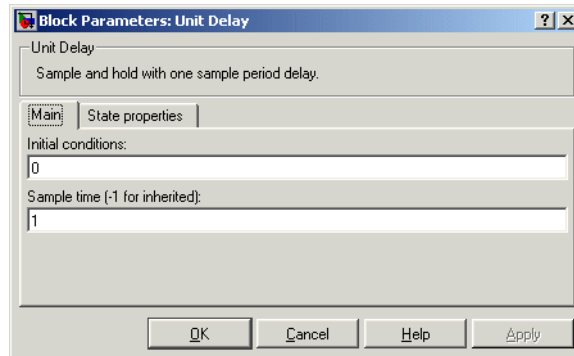 Block Parameters: Unit Delay
Unit Delay
Sample and hold with one sample period delay.
Main State properties
Initial conditions:
0
Sample time (-1 for inherited):
1
OK Cancel Help Apply